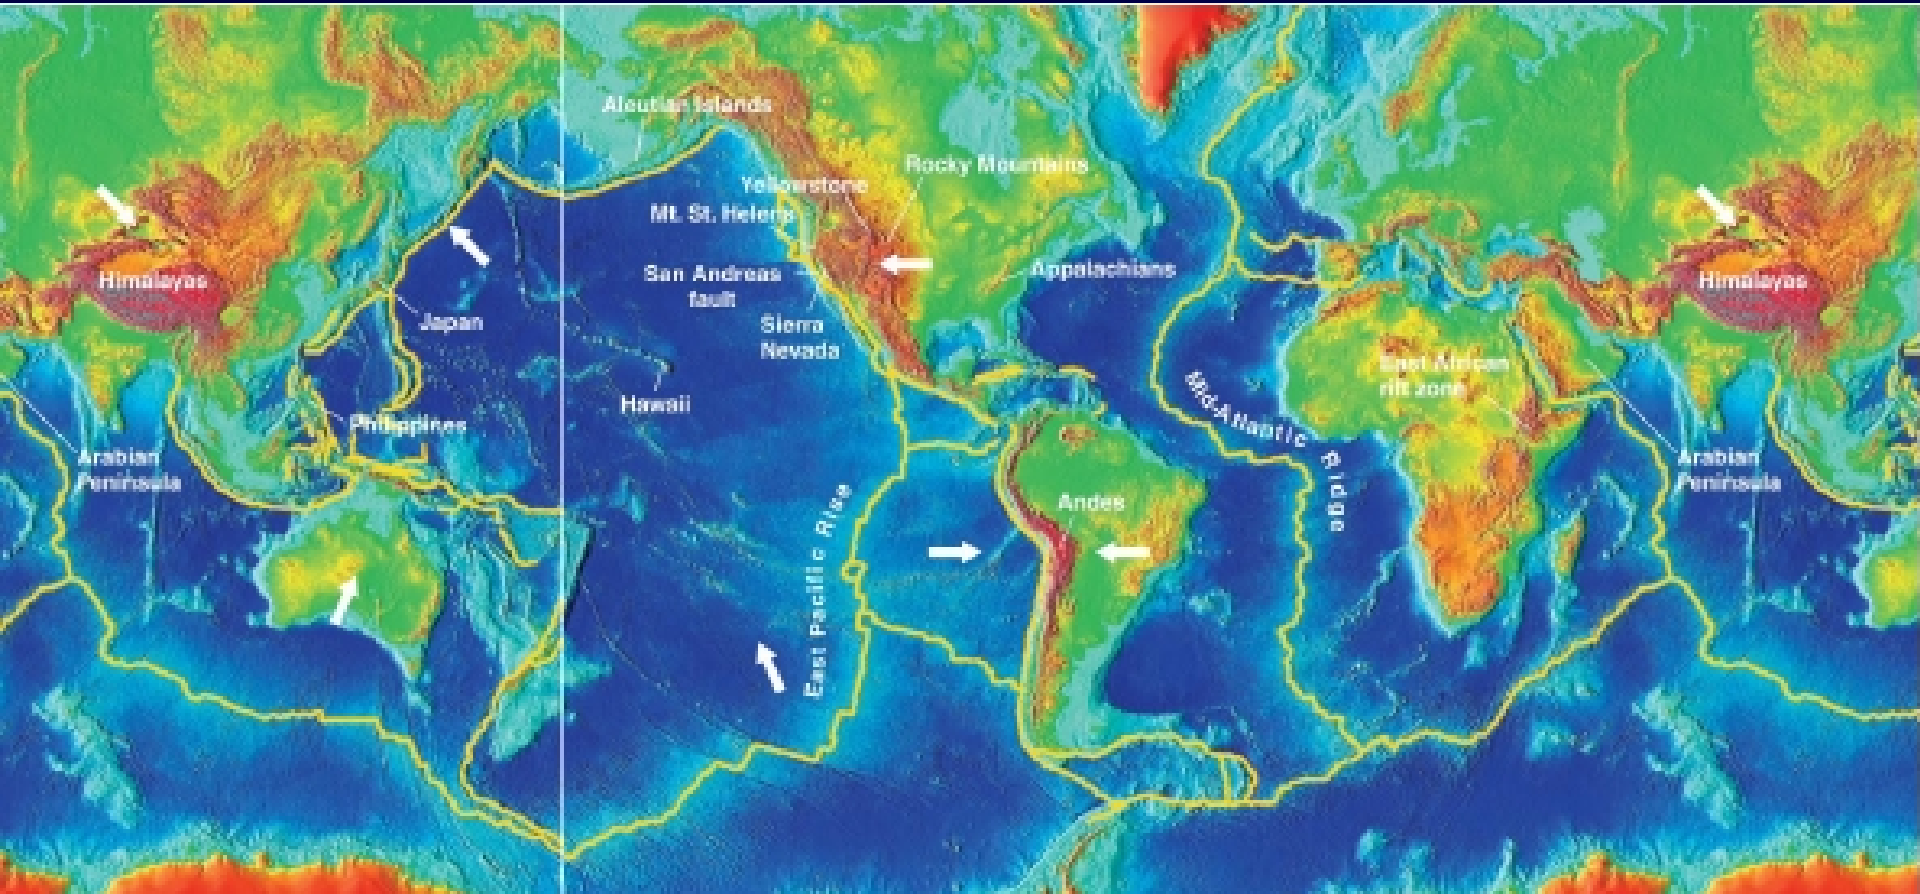 Aleutian Islands
Rocky Mountains
Yellowstone
Mt. St. Helens
San Andreas
fault
Sierra
Nevada
Appalachians
Himalayas
Japan
Hawaii
Philippines
Arabian
Peninsula
East Pacific Rise
Andes
Mid-Atlantic Ridge
East African
rift zone
Himalayas
Arabian
Peninsula